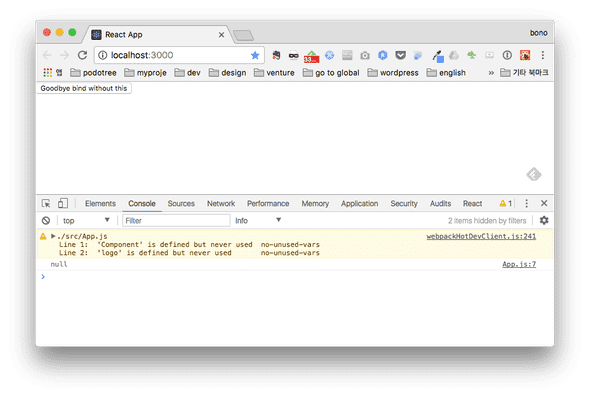 React App
bono
localhost:3000
앱 podotree myproje dev design venture go to global wordpress english » 기타 북마크
Goodbye bind without this
Elements Console Sources Network Performance Memory Application Security Audits React 1
top Filter Info 2 items hidden by filters
./src/App.js webpackHotDevClient.js:241
Line 1: 'Component' is defined but never used no-unused-vars
Line 2: 'logo' is defined but never used no-unused-vars
null App.js:7